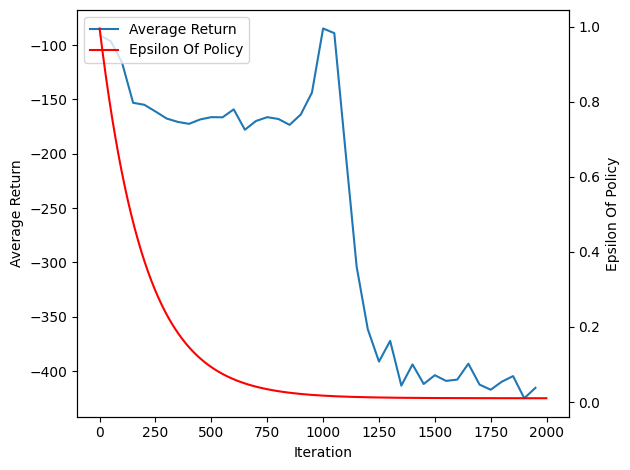 Average Return
Epsilon Of Policy
−100
−150
−200
−250
−300
−350
−400
Average Return
1.0
0.8
0.6
0.4
0.2
0.0
Epsilon Of Policy
0 250 500 750 1000 1250 1500 1750 2000
Iteration